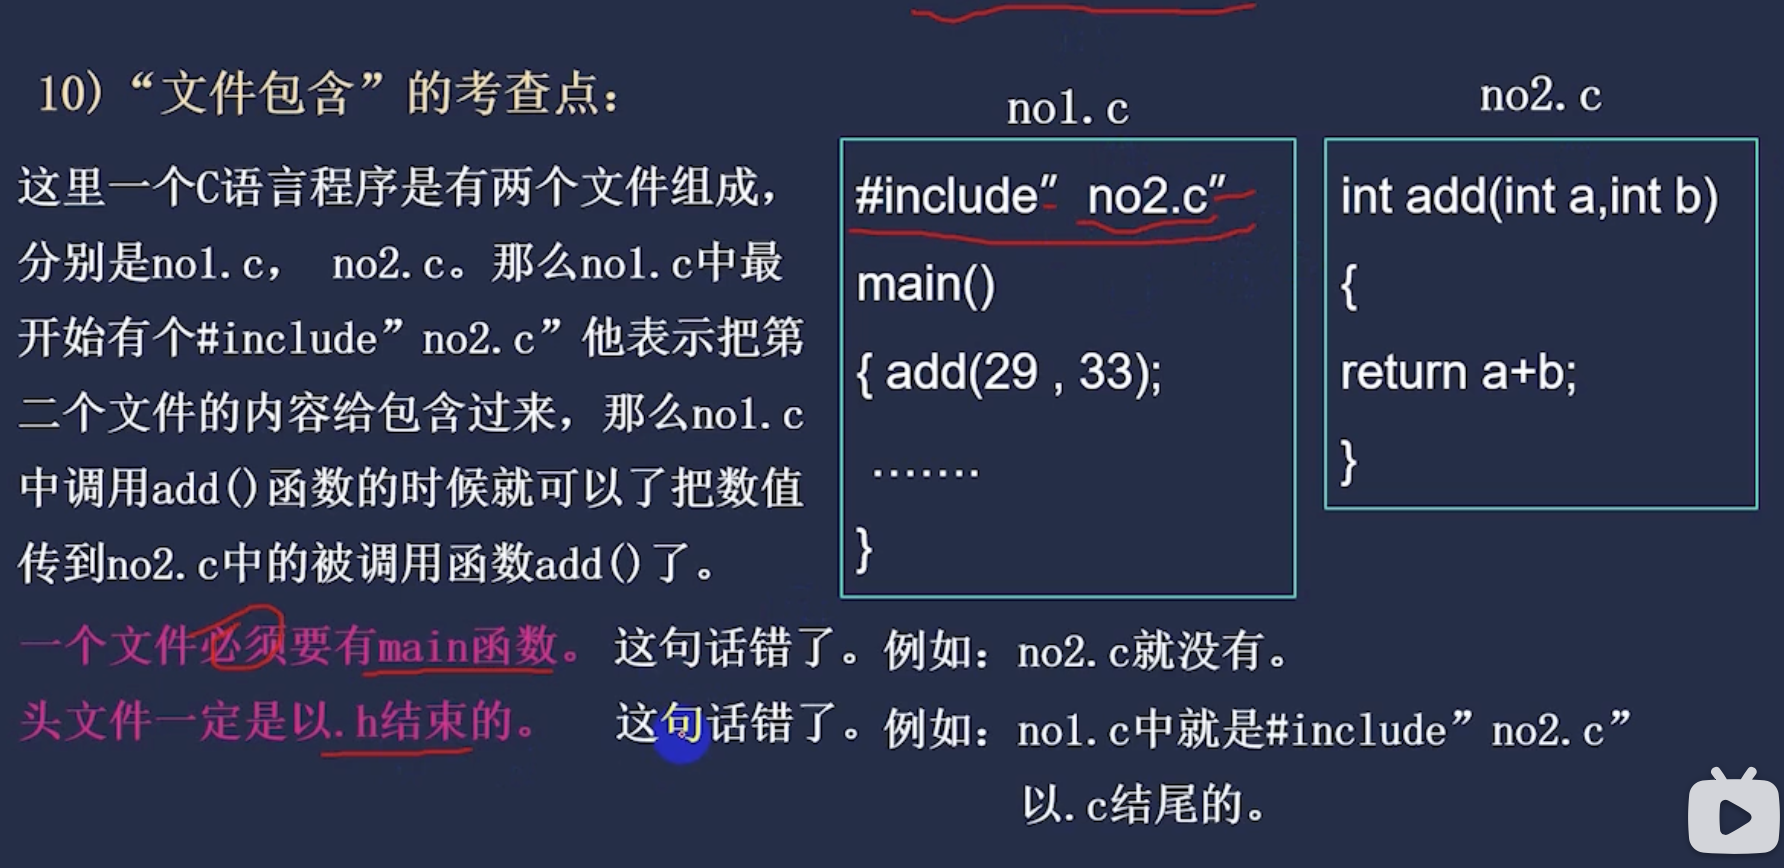 10)“文件包含”的考查点：
这里一个C语言程序是有两个文件组成，
分别是no1.c， no2.c。那么no1.c中最
开始有个#include”no2.c”他表示把第
二个文件的内容给包含过来，那么no1.c
中调用add()函数的时候就可以了把数值
传到no2.c中的被调用函数add()了。
no1.c
#include” no2.c”
main()
{ add(29 , 33);
.......
}
no2.c
int add(int a,int b)
{
return a+b;
}
一个文件必须要有main函数。 这句话错了。例如：no2.c就没有。
头文件一定是以.h结束的。 这句话错了。例如：no1.c中就是#include”no2.c”
以.c结尾的。